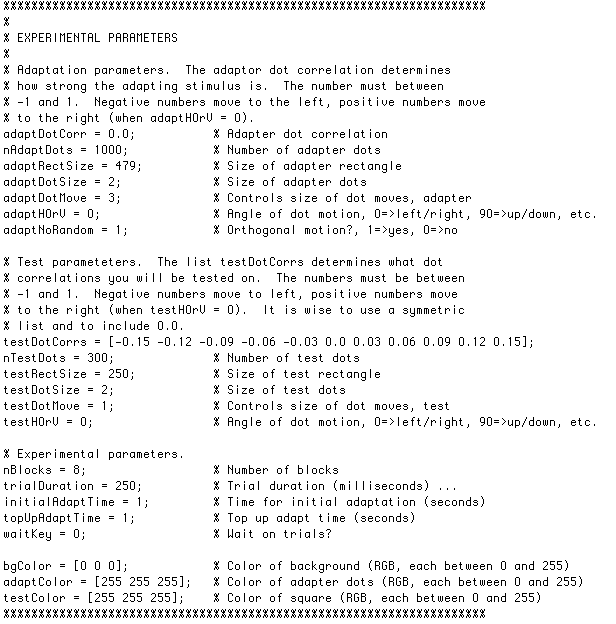 %%%%%%%%%%%%%%%%%%%%%%%%%%%%%%%%%%%%%%%%%%%%%%%%%%%%%%%%%%%%%%%%%%%%%%%
%
% EXPERIMENTAL PARAMETERS
%
% Adaptation parameters.  The adaptor dot correlation determines
% how strong the adapting stimulus is.  The number must between
% -1 and 1.  Negative numbers move to the left, positive numbers move
% to the right (when adaptHOrV = 0).
adaptDotCorr = 0.0;           % Adapter dot correlation
nAdaptDots = 1000;            % Number of adapter dots
adaptRectSize = 479;          % Size of adapter rectangle
adaptDotSize = 2;             % Size of adapter dots
adaptDotMove = 3;             % Controls size of dot moves, adapter
adaptHOrV = 0;                % Angle of dot motion, 0=>left/right, 90=>up/down, etc.
adaptNoRandom = 1;            % Orthogonal motion?, 1=>yes, 0=>no

% Test parameteters.  The list testDotCorrs determines what dot
% correlations you will be tested on.  The numbers must be between
% -1 and 1.  Negative numbers move to left, positive numbers move
% to the right (when testHOrV = 0).  It is wise to use a symmetric
% list and to include 0.0.
testDotCorrs = [-0.15 -0.12 -0.09 -0.06 -0.03 0.0 0.03 0.06 0.09 0.12 0.15];
nTestDots = 300;              % Number of test dots
testRectSize = 250;           % Size of test rectangle
testDotSize = 2;              % Size of test dots
testDotMove = 1;              % Controls size of dot moves, test
testHOrV = 0;                 % Angle of dot motion, 0=>left/right, 90=>up/down, etc.

% Experimental parameters.
nBlocks = 8;                  % Number of blocks
trialDuration = 250;          % Trial duration (milliseconds) ...
initialAdaptTime = 1;         % Time for initial adaptation (seconds)
topUpAdaptTime = 1;           % Top up adapt time (seconds)
waitKey = 0;                  % Wait on trials?

bgColor = [0 0 0];            % Color of background (RGB, each between 0 and 255)
adaptColor = [255 255 255];   % Color of adapter dots (RGB, each between 0 and 255)
testColor = [255 255 255];    % Color of square (RGB, each between 0 and 255)
%%%%%%%%%%%%%%%%%%%%%%%%%%%%%%%%%%%%%%%%%%%%%%%%%%%%%%%%%%%%%%%%%%%%%%%